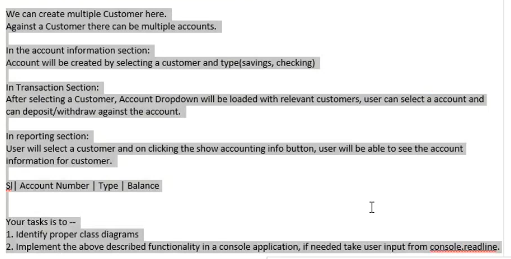 We can create multiple Customer here.
Against a Customer there can be multiple accounts.
In the account information section:
Account will be created by selecting a customer and type(savings, checking)
In Transaction Section:
After selecting a Customer, Account Dropdown will be loaded with relevant customers, user can select a account and
can deposit/withdraw against the account.
In reporting section:
User will select a customer and on clicking the show accounting info button, user will be able to see the account
information for customer.
Sl| Account Number | Type | Balance
Your tasks is to --
1. Identify proper class diagrams
2. Implement the above described functionality in a console application, if needed take user input from console.readline.